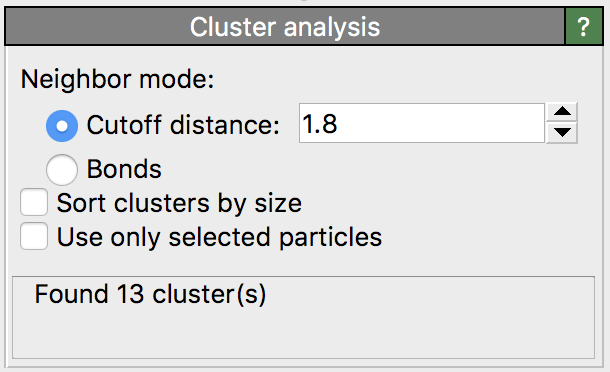 Cluster analysis ?
Neighbor mode:
Cutoff distance: 1.8
Bonds
Sort clusters by size
Use only selected particles
Found 13 cluster(s)